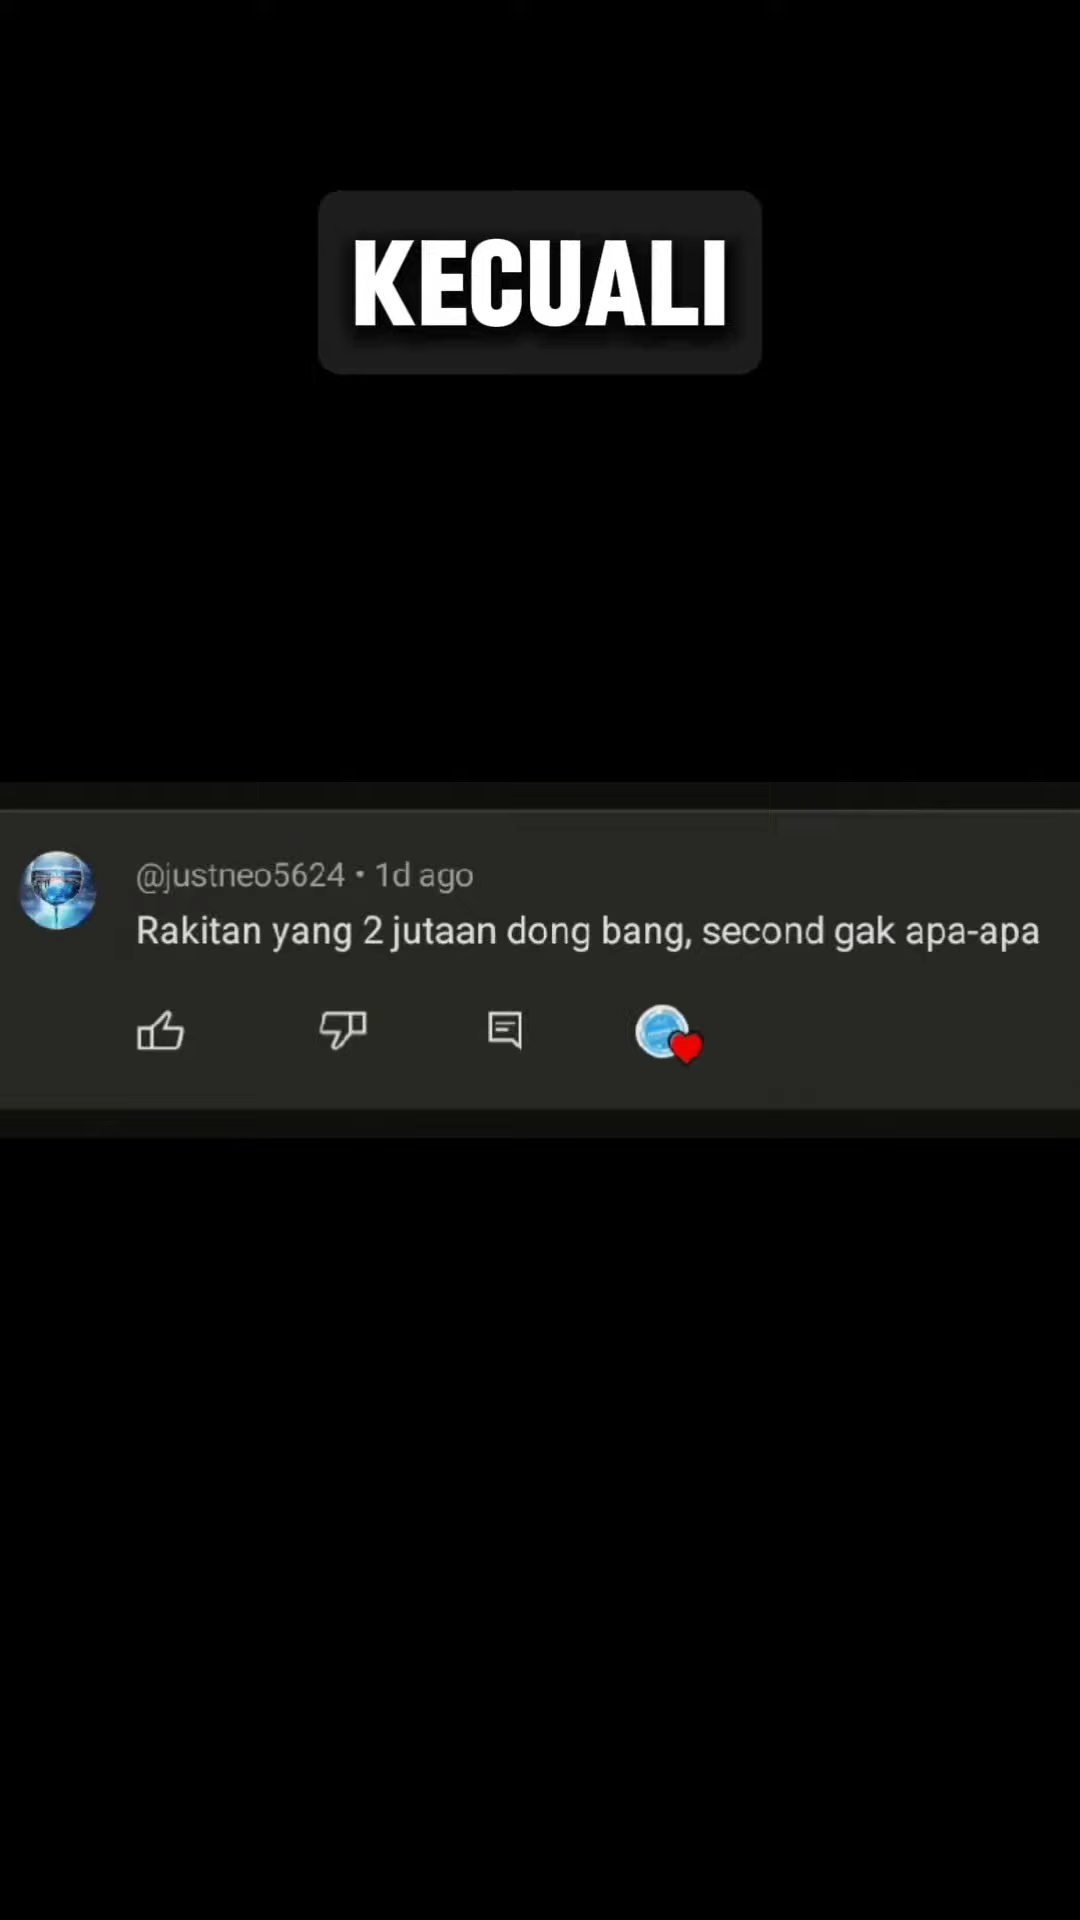 KECUALI
@justneo5624 • 1d ago
Rakitan yang 2 jutaan dong bang, second gak apa-apa